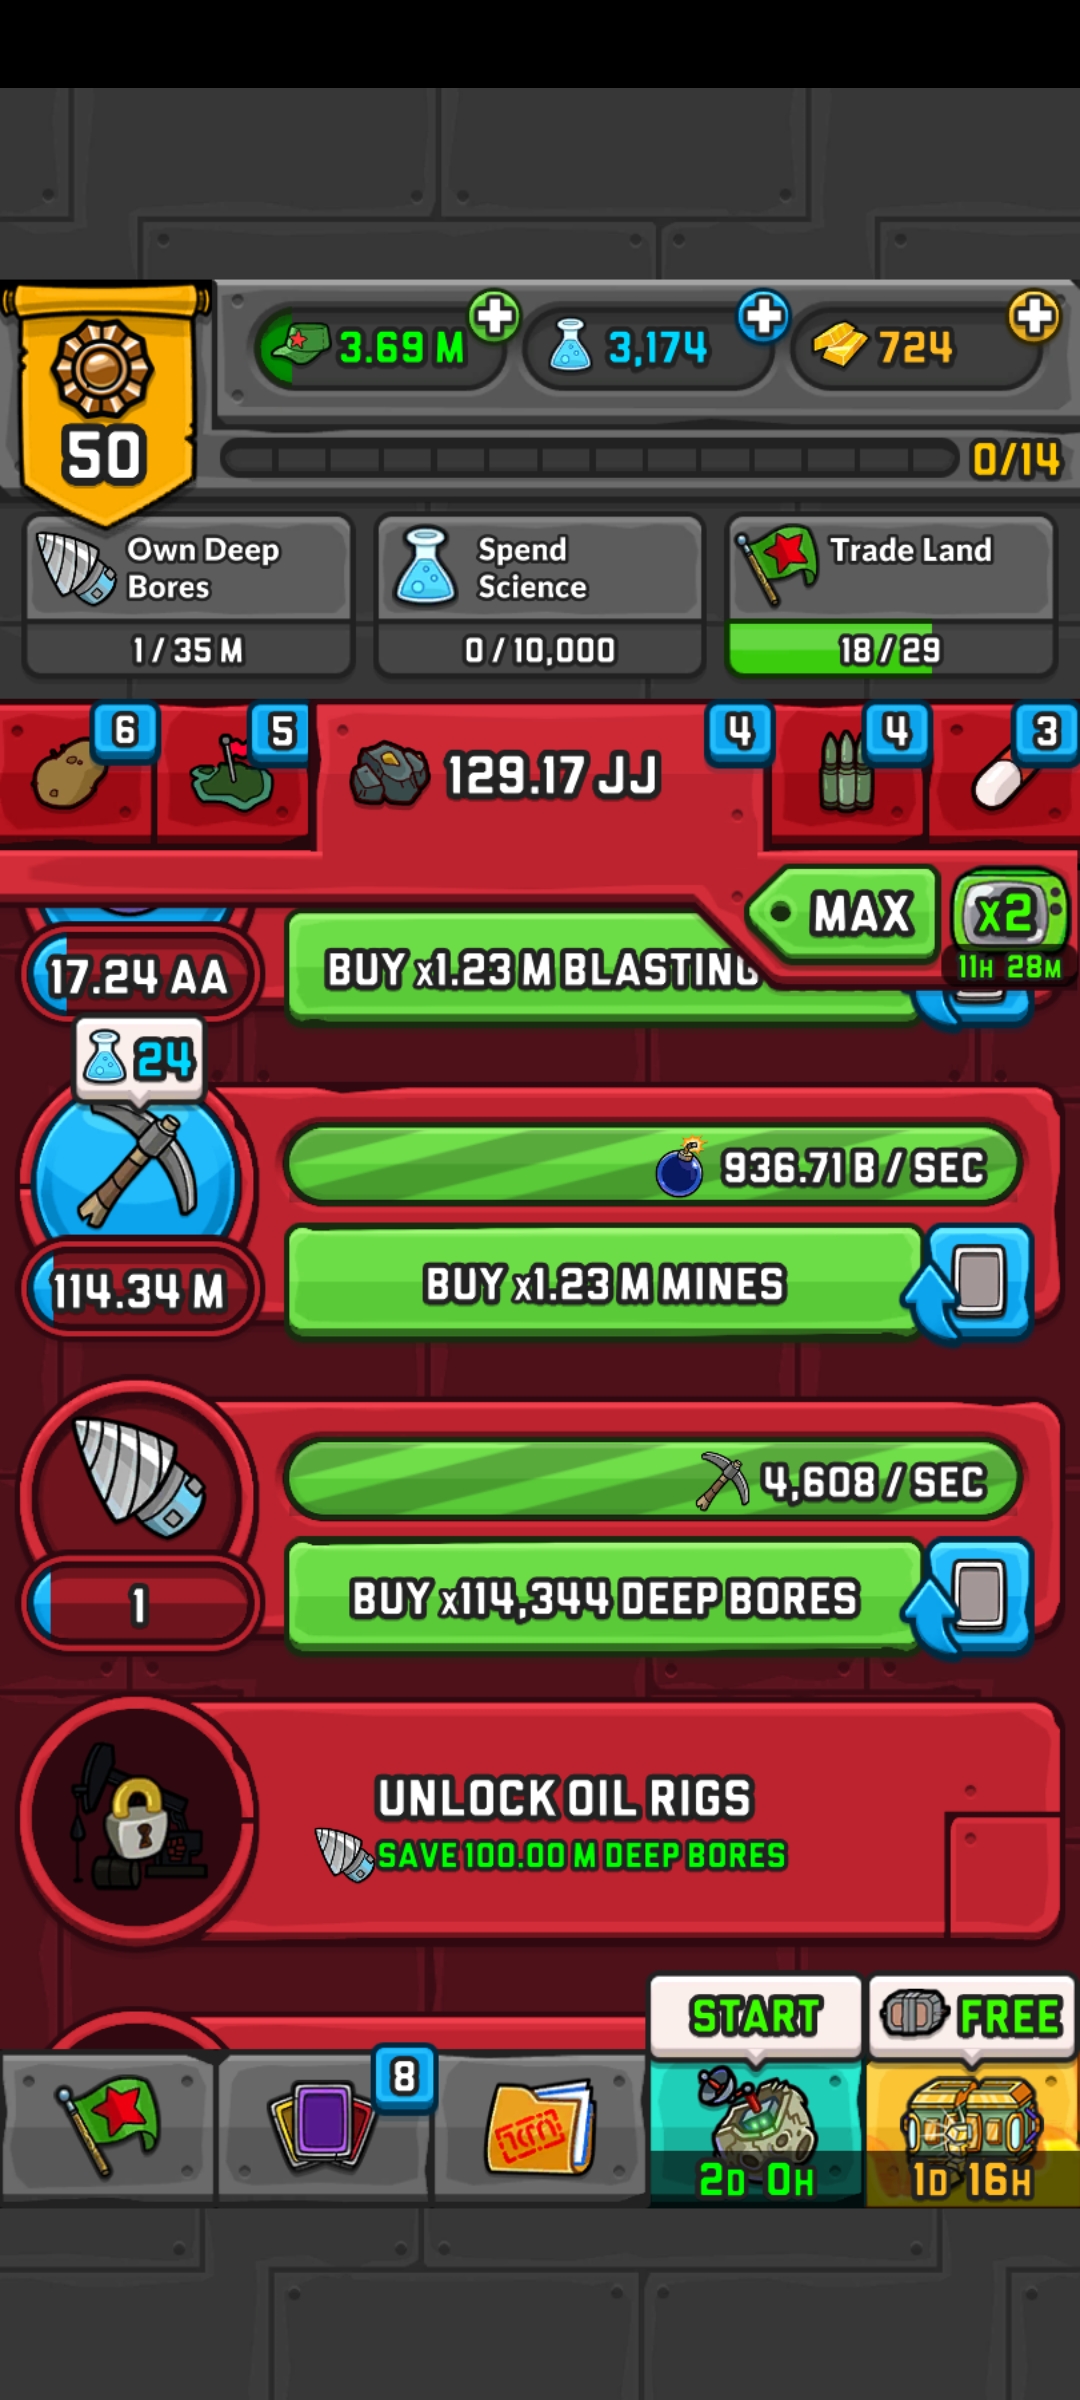 3.69 M
3,174
724
50
0/14
Own Deep
Bores
1 / 35 M
Spend
Science
0 / 10,000
Trade Land
18 / 29
6
5
129.17 JJ
4
4
3
MAX
x2
11H 28M
17.24 AA
BUY x1.23 M BLASTING
24
936.71 B / SEC
114.34 M
BUY x1.23 M MINES
4,608 / SEC
1
BUY x114,344 DEEP BORES
UNLOCK OIL RIGS
SAVE 100.00 M DEEP BORES
START
FREE
8
2D 0H
1D 16H